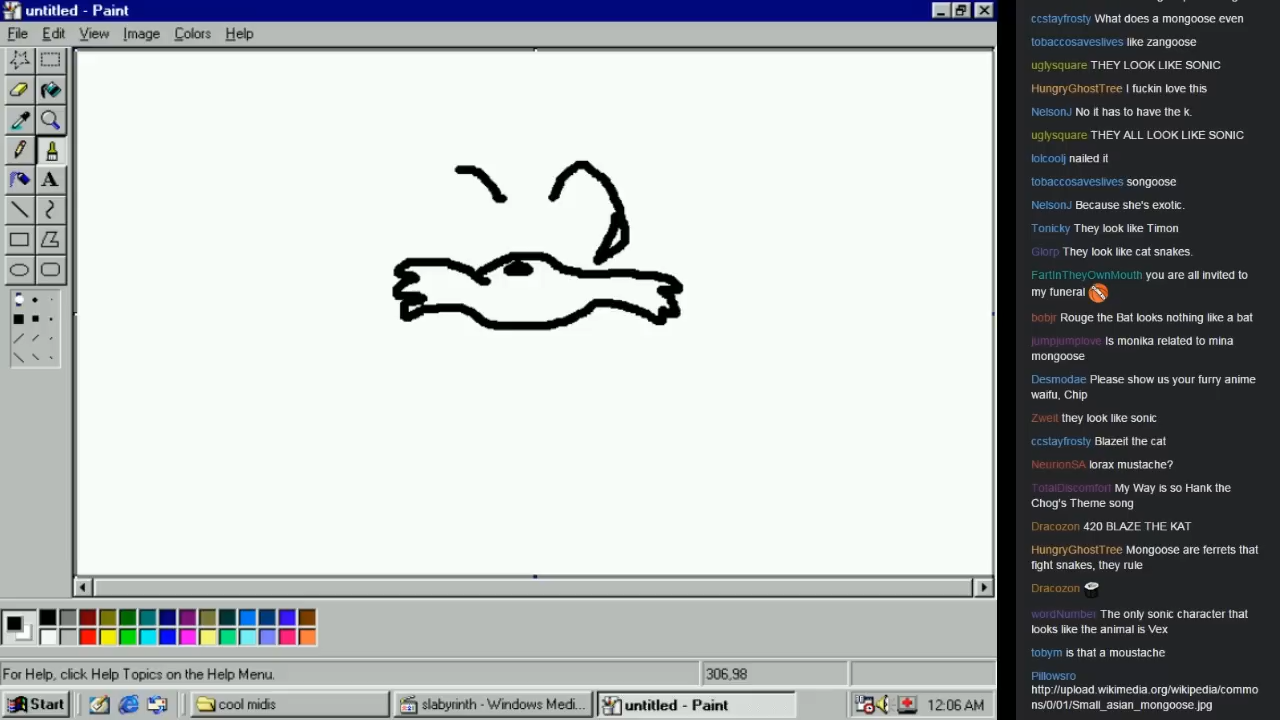 untitled - Paint
File Edit View Image Colors Help
A
For Help, click Help Topics on the Help Menu.
306,98
Start
cool midis
slabyrinth - Windows Medi...
untitled - Paint
12:06 AM
ccstayfrosty What does a mongoose even
tobaccosaveslives like zangoose
uglysquare THEY LOOK LIKE SONIC
HungryGhostTree I fuckin love this
NelsonJ No it has to have the k.
uglysquare THEY ALL LOOK LIKE SONIC
lolcoolj nailed it
tobaccosaveslives songoose
NelsonJ Because she's exotic.
Tonicky They look like Timon
Glorp They look like cat snakes.
FartInTheyOwnMouth you are all invited to
my funeral
bobjr Rouge the Bat looks nothing like a bat
jumpjumplove Is monika related to mina
mongoose
Desmodae Please show us your furry anime
waifu, Chip
Zweit they look like sonic
ccstayfrosty Blazeit the cat
NeurionSA lorax mustache?
TotalDiscomfort My Way is so Hank the
Chog's Theme song
Dracozon 420 BLAZE THE KAT
HungryGhostTree Mongoose are ferrets that
fight snakes, they rule
Dracozon
wordNumber The only sonic character that
looks like the animal is Vex
tobym is that a moustache
Pillowsro
http://upload.wikimedia.org/wikipedia/commo
ns/0/01/Small_asian_mongoose.jpg